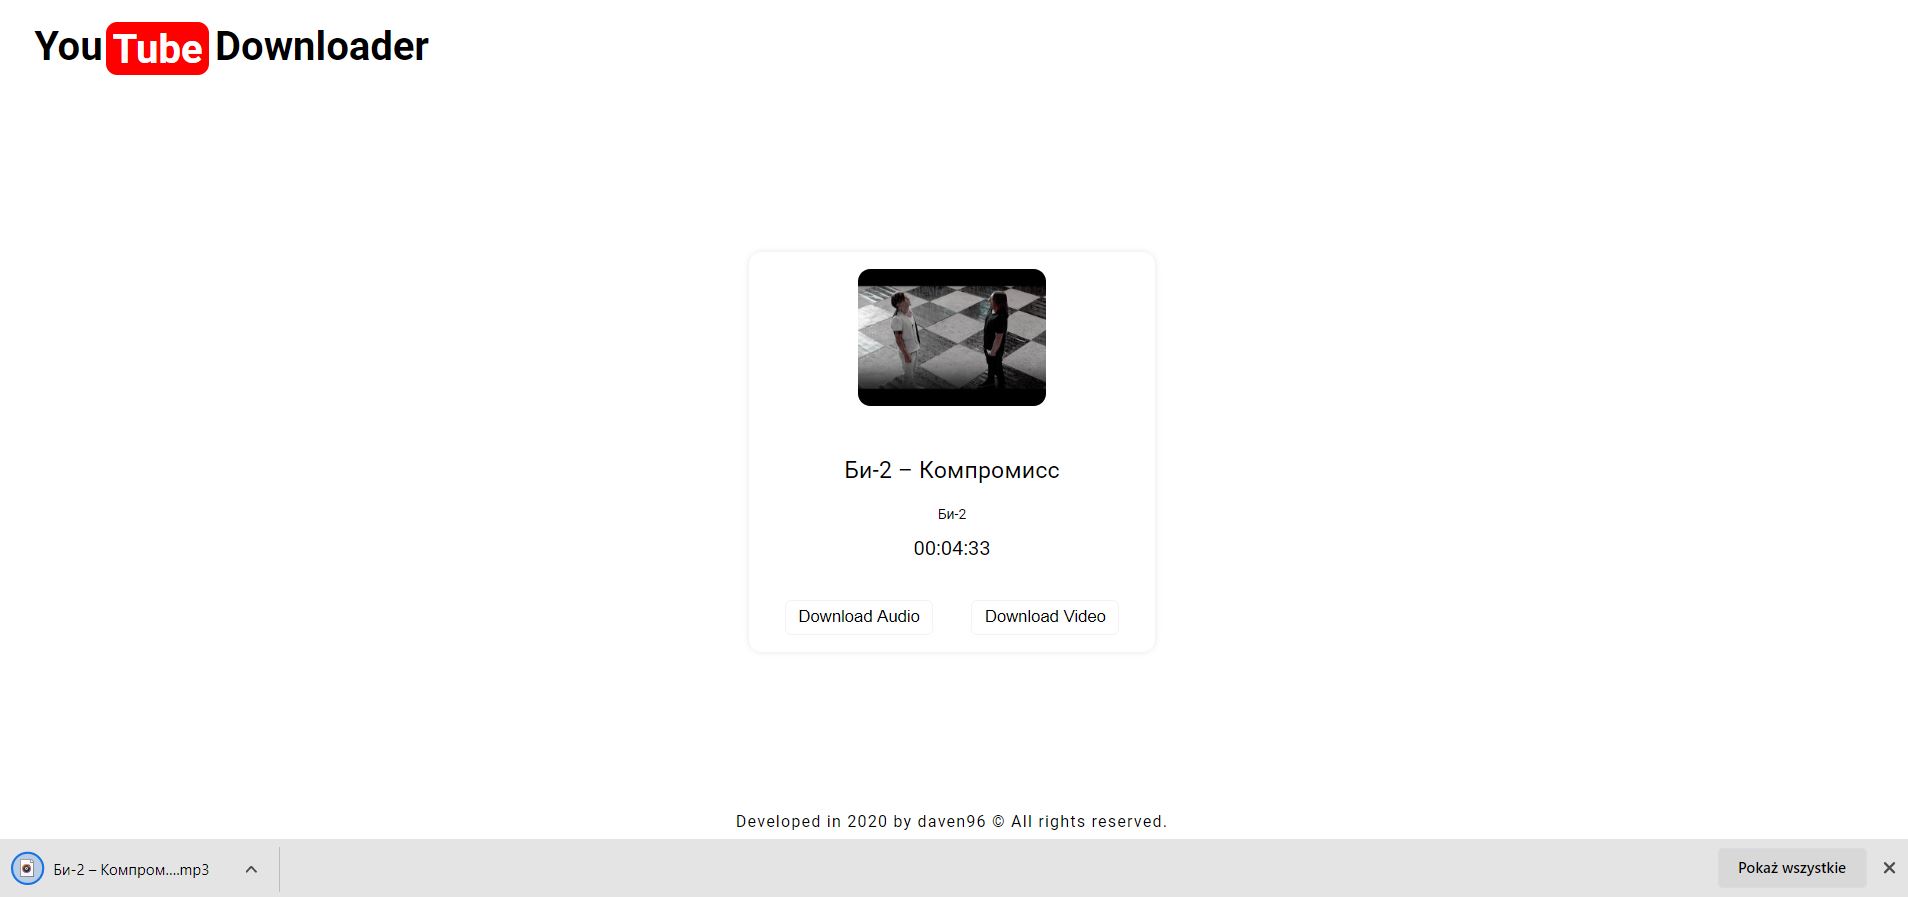 YouTube Downloader
Би-2 – Компромисс
Би-2
00:04:33
Download Audio Download Video
Developed in 2020 by daven96 © All rights reserved.
Би-2 – Компром....mp3 Pokaż wszystkie